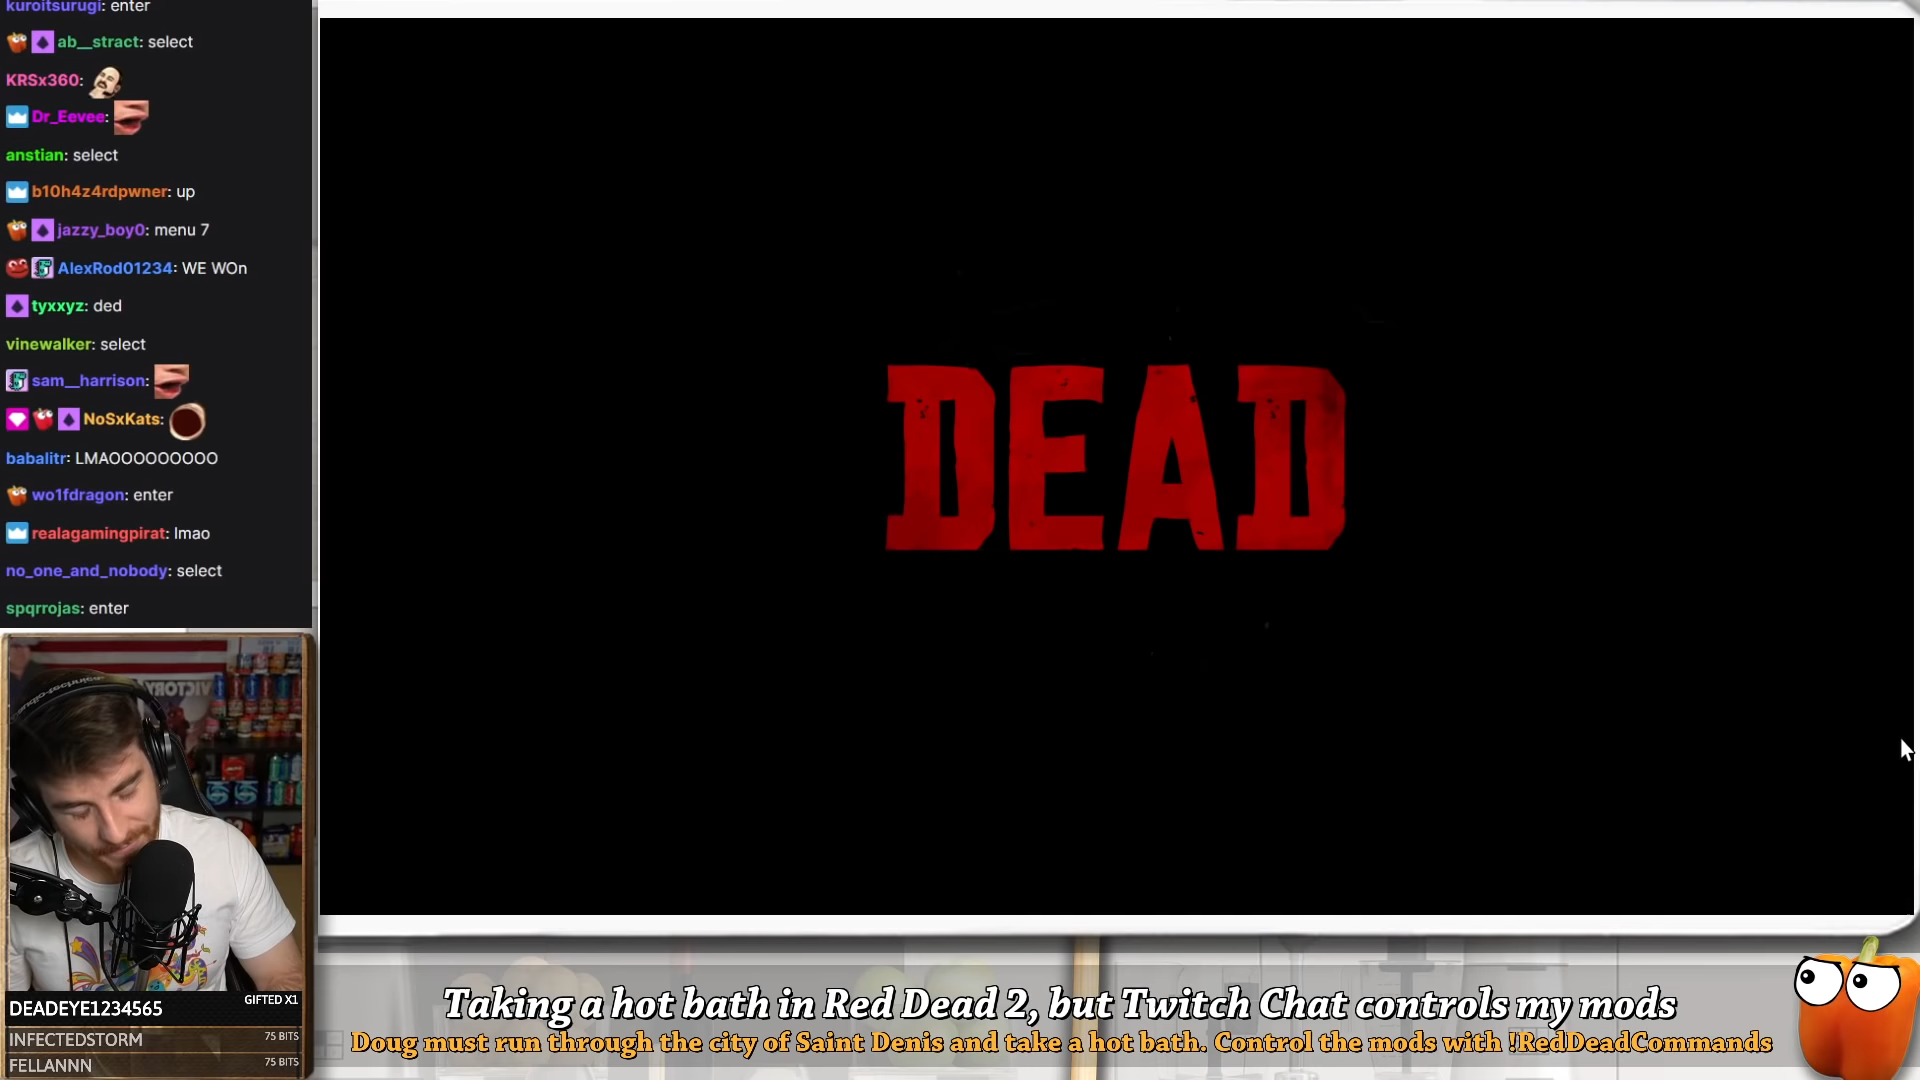 kuroitsurugi: enter
ab__stract: select
KRSx360:
Dr_Eevee:
anstian: select
b10h4z4rdpwner: up
jazzy_boy0: menu 7
AlexRod01234: WE WOn
tyxxyz: ded
vinewalker: select
sam__harrison:
NoSxKats:
babalitr: LMAOOOOOOOOO
wo1fdragon: enter
realagamingpirat: lmao
no_one_and_nobody: select
spqrrojas: enter
DEAD
DEADEYE1234565 GIFTED X1
INFECTEDSTORM 75 BITS
FELLANNN 75 BITS
Taking a hot bath in Red Dead 2, but Twitch Chat controls my mods
Doug must run through the city of Saint Denis and take a hot bath. Control the mods with !RedDeadCommands